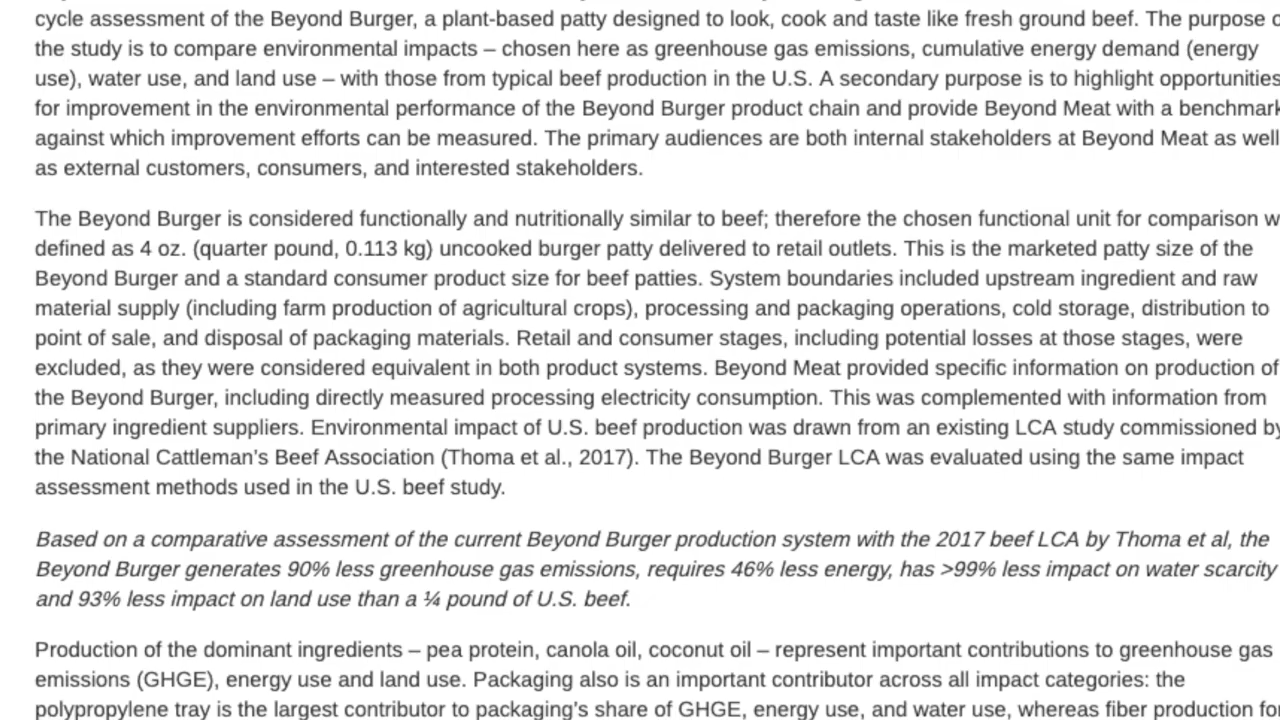 cycle assessment of the Beyond Burger, a plant-based patty designed to look, cook and taste like fresh ground beef. The purpose
the study is to compare environmental impacts – chosen here as greenhouse gas emissions, cumulative energy demand (energy
use), water use, and land use – with those from typical beef production in the U.S. A secondary purpose is to highlight opportunities
for improvement in the environmental performance of the Beyond Burger product chain and provide Beyond Meat with a benchmark
against which improvement efforts can be measured. The primary audiences are both internal stakeholders at Beyond Meat as well
as external customers, consumers, and interested stakeholders.
The Beyond Burger is considered functionally and nutritionally similar to beef; therefore the chosen functional unit for comparison
defined as 4 oz. (quarter pound, 0.113 kg) uncooked burger patty delivered to retail outlets. This is the marketed patty size of the
Beyond Burger and a standard consumer product size for beef patties. System boundaries included upstream ingredient and raw
material supply (including farm production of agricultural crops), processing and packaging operations, cold storage, distribution to
point of sale, and disposal of packaging materials. Retail and consumer stages, including potential losses at those stages, were
excluded, as they were considered equivalent in both product systems. Beyond Meat provided specific information on production of
the Beyond Burger, including directly measured processing electricity consumption. This was complemented with information from
primary ingredient suppliers. Environmental impact of U.S. beef production was drawn from an existing LCA study commissioned by
the National Cattleman's Beef Association (Thoma et al., 2017). The Beyond Burger LCA was evaluated using the same impact
assessment methods used in the U.S. beef study.
Based on a comparative assessment of the current Beyond Burger production system with the 2017 beef LCA by Thoma et al, the
Beyond Burger generates 90% less greenhouse gas emissions, requires 46% less energy, has >99% less impact on water scarcity
and 93% less impact on land use than a ¼ pound of U.S. beef.
Production of the dominant ingredients – pea protein, canola oil, coconut oil – represent important contributions to greenhouse gas
emissions (GHGE), energy use and land use. Packaging also is an important contributor across all impact categories: the
polypropylene tray is the largest contributor to packaging's share of GHGE, energy use, and water use, whereas fiber production for